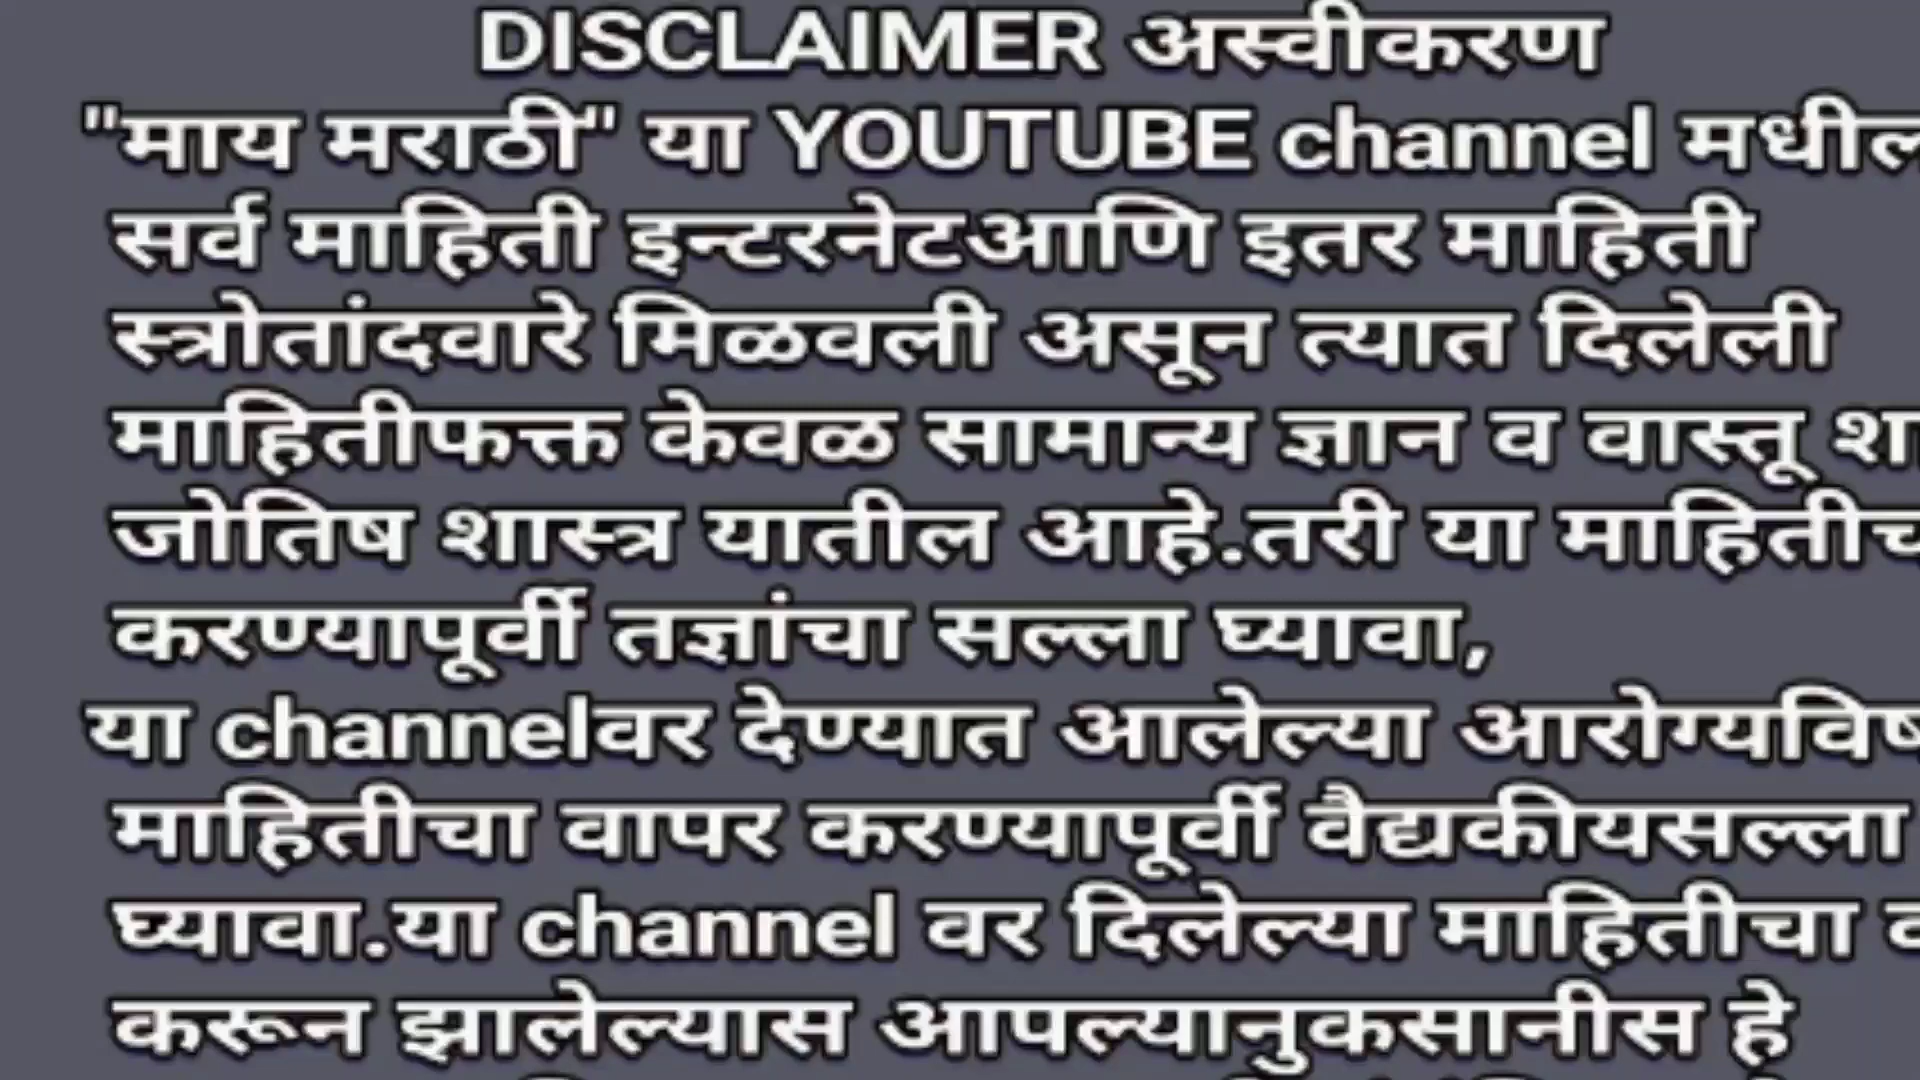 DISCLAIMER अस्वीकरण
"माय मराठी" या YOUTUBE channel मधील
सर्व माहिती इन्टरनेटआणि इतर माहिती
स्त्रोतांदवारे मिळवली असून त्यात दिलेली
माहितीफक्त केवळ सामान्य ज्ञान व वास्तू
जोतिष शास्त्र यातील आहे.तरी या
करण्यापूर्वी तज्ञांचा सल्ला घ्यावा,
या channelवर देण्यात आलेल्या
माहितीचा वापर करण्यापूर्वी वैद्यकीयसल्ला
घ्यावा.या channel वर दिलेल्या माहितीचा
करून झालेल्यास आपल्यानुकसानीस हे